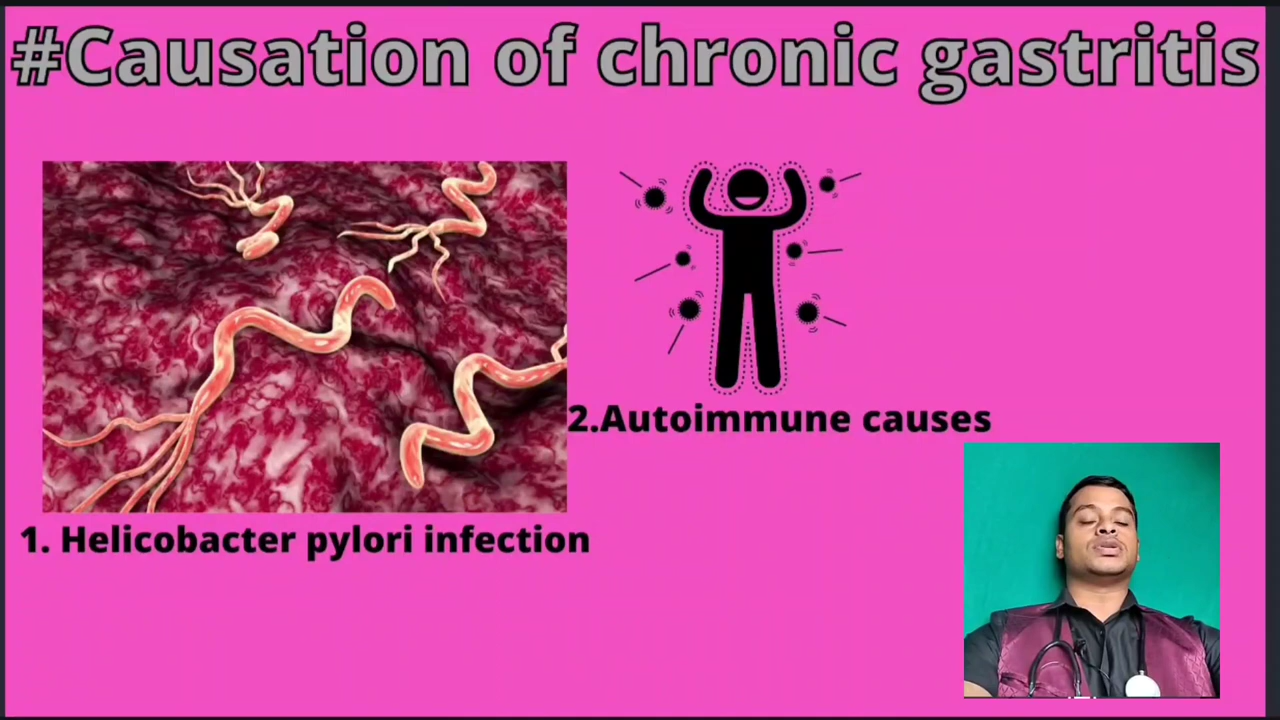 #Causation of chronic gastritis
2.Autoimmune causes
1. Helicobacter pylori infection